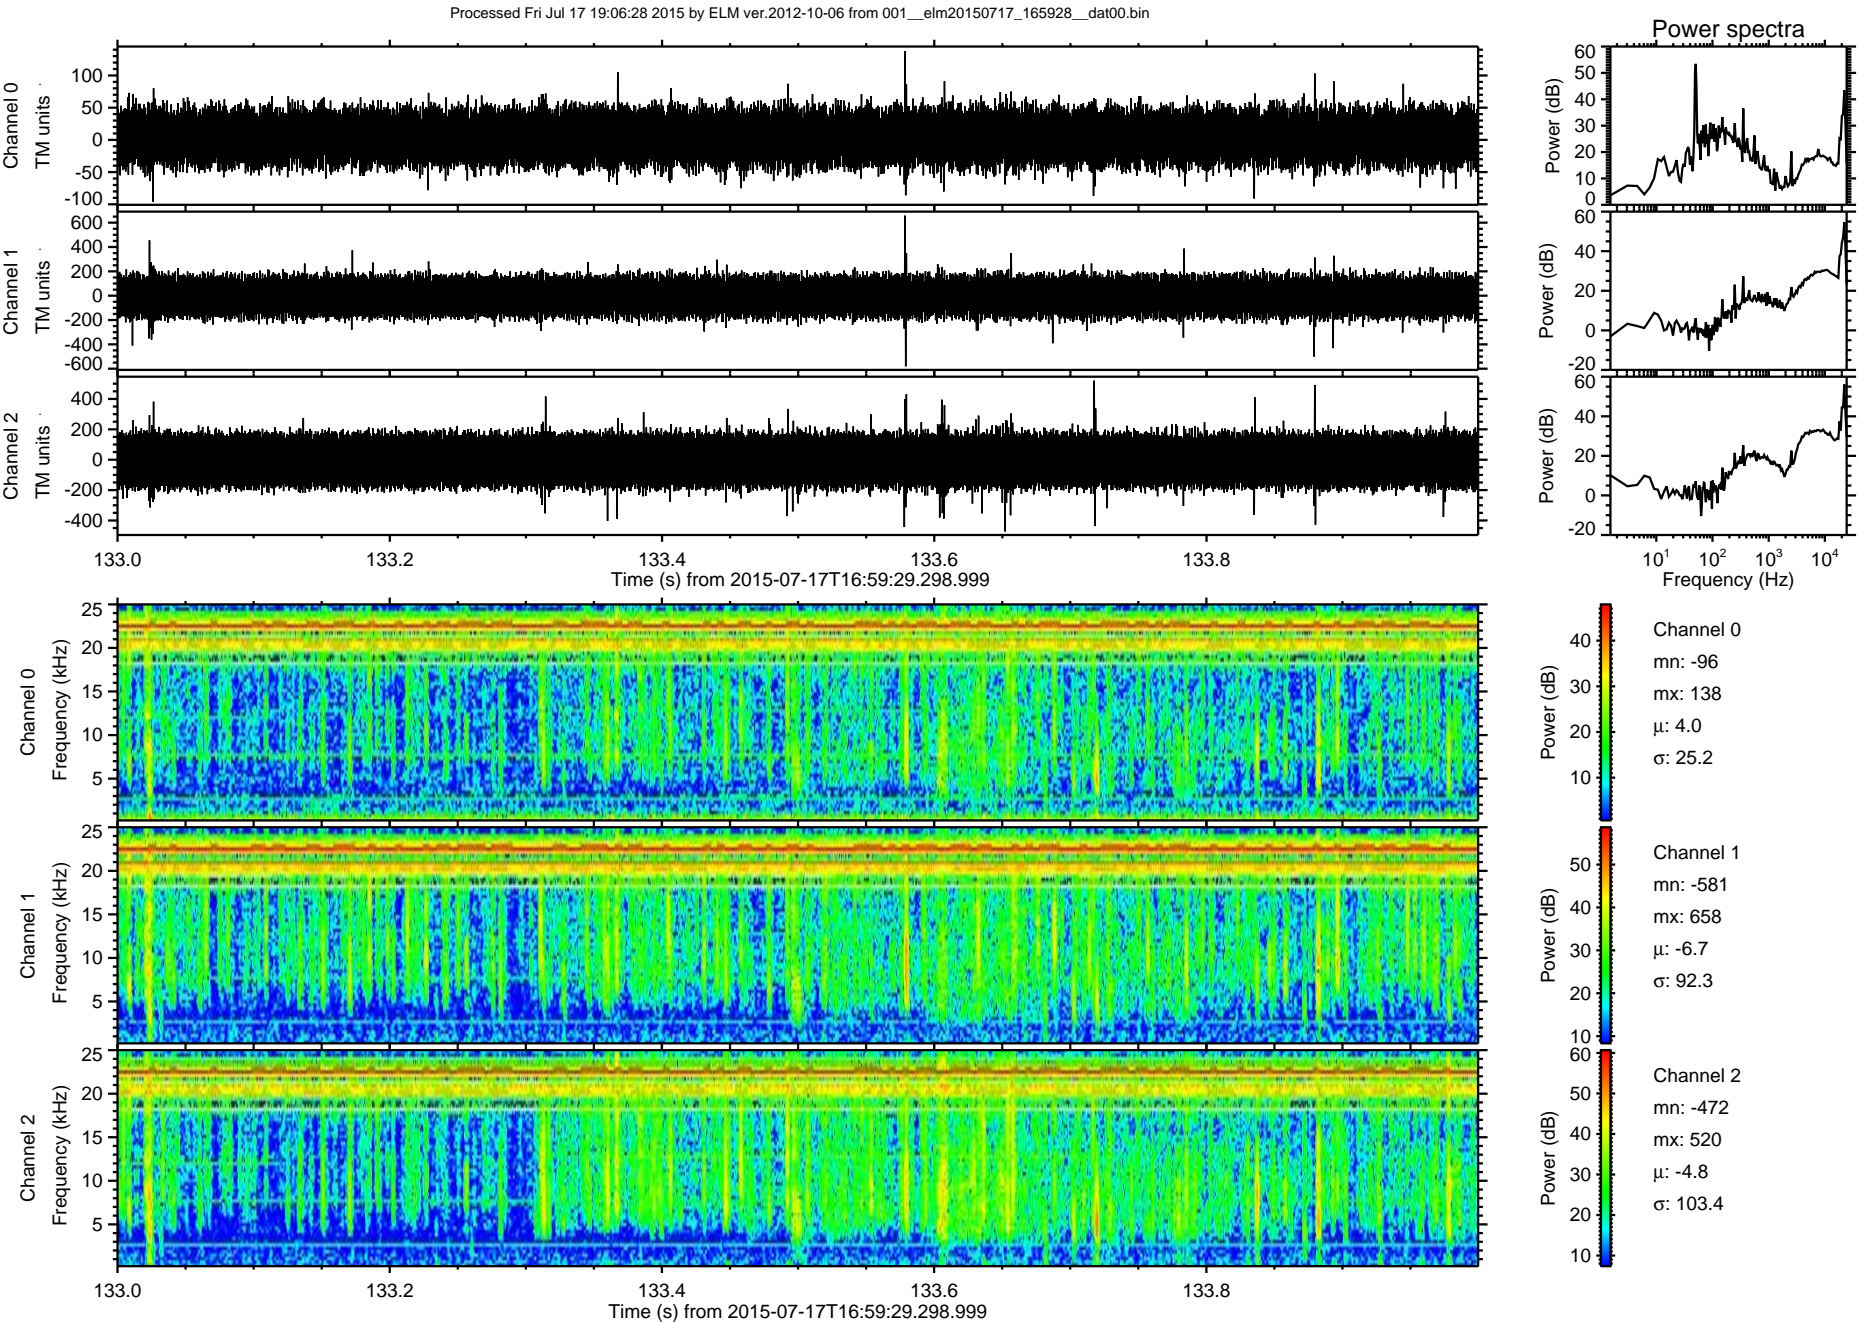 Processed Fri Jul 17 19:06:28 2015 by ELM ver.2012-10-06 from 001__elm20150717_165928__dat00.bin
Power spectra
Channel 0
TM units
100
50
0
-50
-100
Channel 1
TM units
600
400
200
0
-200
-400
-600
Channel 2
TM units
400
200
0
-200
-400
133.0 133.2 133.4 133.6 133.8
Time (s) from 2015-07-17T16:59:29.298.999
Power (dB)
60
50
40
30
20
10
0
Power (dB)
60
40
20
0
-20
Power (dB)
60
40
20
0
-20
10^1 10^2 10^3 10^4
Frequency (Hz)
Channel 0
Frequency (kHz)
25
20
15
10
5
Power (dB)
40
30
20
10
Channel 0
mn: -96
mx: 138
μ: 4.0
σ: 25.2
Channel 1
Frequency (kHz)
25
20
15
10
5
Power (dB)
50
40
30
20
10
Channel 1
mn: -581
mx: 658
μ: -6.7
σ: 92.3
Channel 2
Frequency (kHz)
25
20
15
10
5
Power (dB)
60
50
40
30
20
10
Channel 2
mn: -472
mx: 520
μ: -4.8
σ: 103.4
133.0 133.2 133.4 133.6 133.8
Time (s) from 2015-07-17T16:59:29.298.999